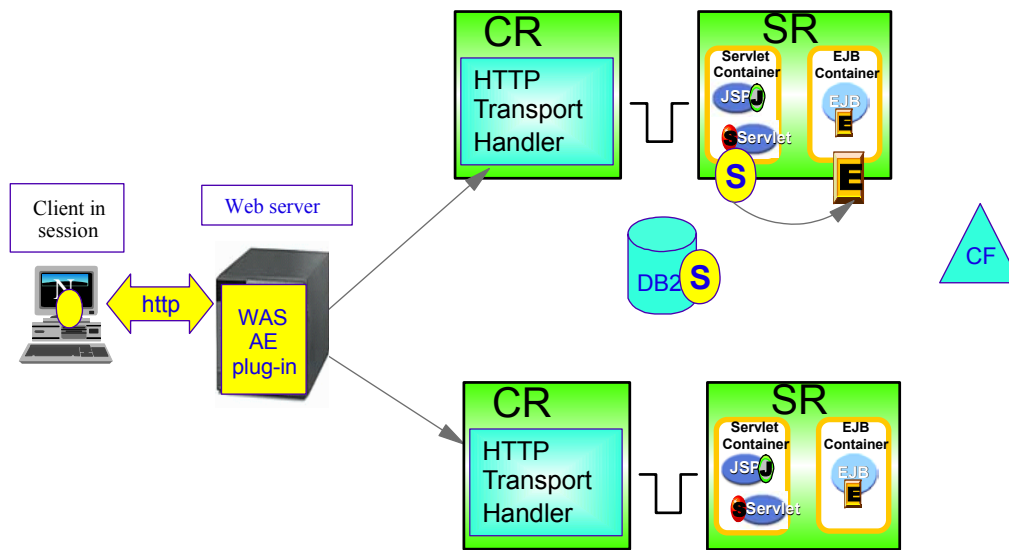 CR
HTTP
Transport
Handler
SR
Servlet
Container
JSP J
S Servlet
S
EJB
Container
EJB
E
E
Client in
session
N
http
Web server
WAS
AE
plug-in
DB2
S
CF
CR
HTTP
Transport
Handler
SR
Servlet
Container
JSP J
S Servlet
EJB
Container
EJB
E